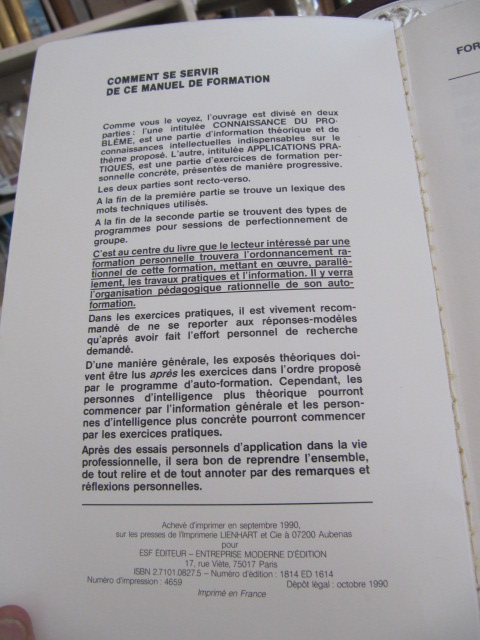 COMMENT SE SERVIR
DE CE MANUEL DE FORMATION
Comme vous le voyez, l'ouvrage est divisé en deux
parties : l'une intitulée CONNAISSANCE DU PRO-
BLÈME, est une partie d'information théorique et de
connaissances intellectuelles indispensables sur le
thème proposé. L'autre, intitulée APPLICATIONS PRA-
TIQUES, est une partie d'exercices de formation per-
sonnelle concrète, présentés de manière progressive.
Les deux parties sont recto-verso.
A la fin de la première partie se trouve un lexique des
mots techniques utilisés.
A la fin de la seconde partie se trouvent des types de
programmes pour sessions de perfectionnement de
groupe.
C'est au centre du livre que le lecteur intéressé par une
formation personnelle trouvera l'ordonnancement ra-
tionnel de cette formation, mettant en œuvre, parallè-
lement, les travaux pratiques et l'information. Il y verra
l'organisation pédagogique rationnelle de son auto-
formation.
Dans les exercices pratiques, il est vivement recom-
mandé de ne se reporter aux réponses-modèles
qu'après avoir fait l'effort personnel de recherche
demandé.
D'une manière générale, les exposés théoriques doi-
vent être lus après les exercices dans l'ordre proposé
par le programme d'auto-formation. Cependant, les
personnes d'intelligence plus théorique pourront
commencer par l'information générale et les person-
nes d'intelligence plus concrète pourront commencer
par les exercices pratiques.
Après des essais personnels d'application dans la vie
professionnelle, il sera bon de reprendre l'ensemble,
de tout relire et de tout annoter par des remarques et
réflexions personnelles.
Achevé d'imprimer en septembre 1990,
sur les presses de l'Imprimerie LIENHART et Cie à 07200 Aubenas
pour
ESF ÉDITEUR – ENTREPRISE MODERNE D'ÉDITION
17, rue Viète, 75017 Paris
ISBN 2.7101.0827.5 – Numéro d'édition : 1814 ED 1614
Numéro d'impression : 4659 Dépôt légal : octobre 1990
Imprimé en France
FOR